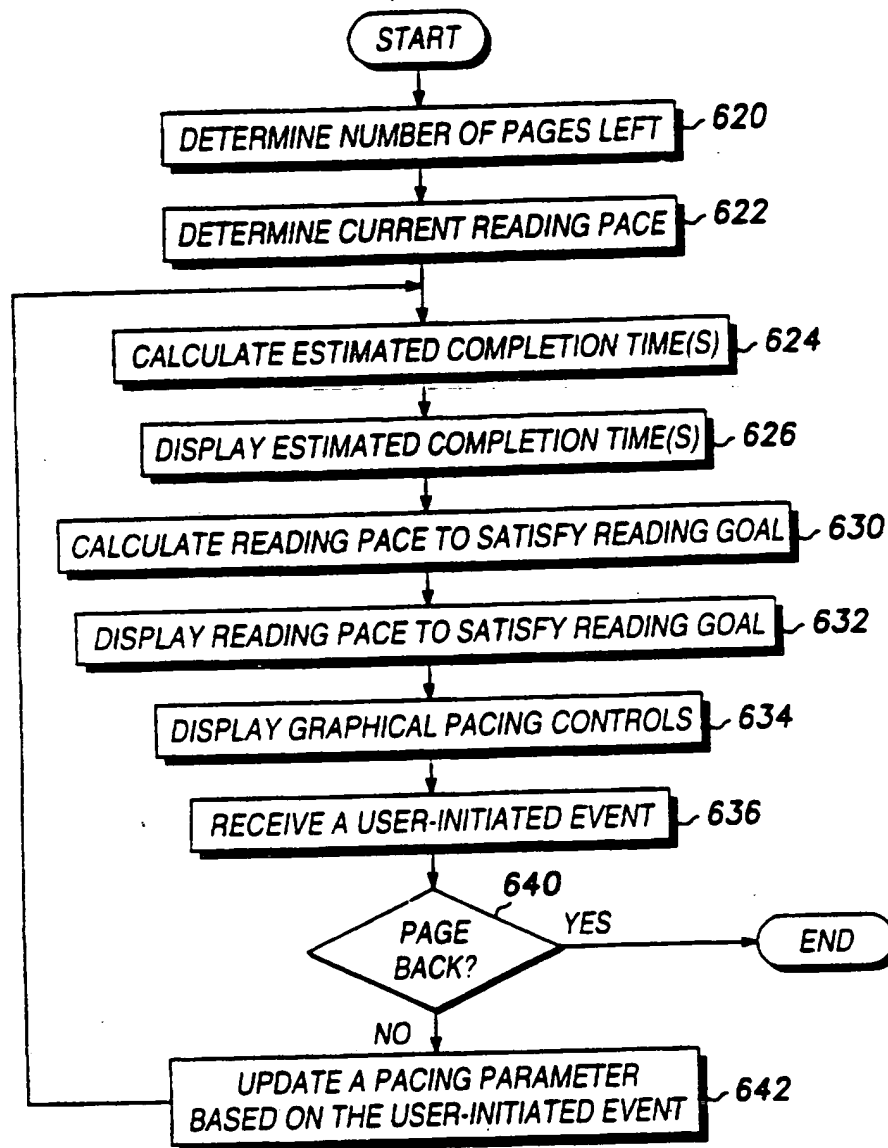 START
DETERMINE NUMBER OF PAGES LEFT 620
DETERMINE CURRENT READING PACE 622
CALCULATE ESTIMATED COMPLETION TIME(S) 624
DISPLAY ESTIMATED COMPLETION TIME(S) 626
CALCULATE READING PACE TO SATISFY READING GOAL 630
DISPLAY READING PACE TO SATISFY READING GOAL 632
DISPLAY GRAPHICAL PACING CONTROLS 634
RECEIVE A USER-INITIATED EVENT 636
640
PAGE
BACK?
YES
END
NO
UPDATE A PACING PARAMETER
BASED ON THE USER-INITIATED EVENT 642